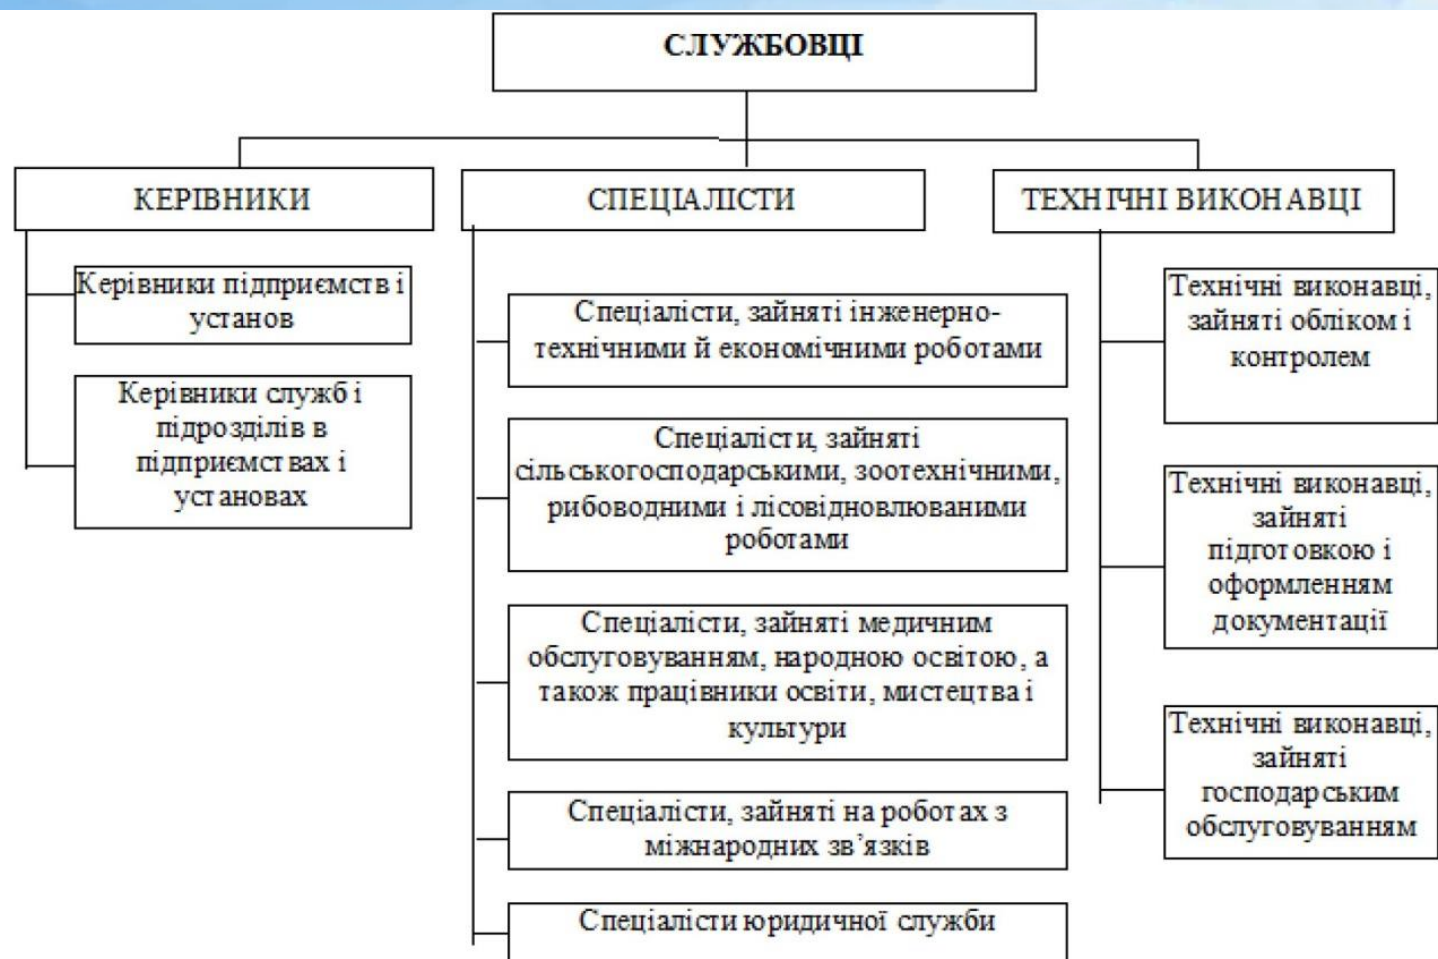 СЛУЖБОВЦІ
КЕРІВНИКИ
Керівники підприємств і
установ
Керівники служб і
підрозділів в
підприємствах і
установах
СПЕЦІАЛІСТИ
Спеціалісти, зайняті інженерно-
технічними й економічними роботами
Спеціалісти, зайняті
сільськогосподарськими, зоотехнічними,
рибоводними і лісовідновлюваними
роботами
Спеціалісти, зайняті медичним
обслуговуванням, народною освітою, а
також працівники освіти, мистецтва і
культури
Спеціалісти, зайняті на роботах з
міжнародних зв’язків
Спеціалісти юридичної служби
ТЕХНІЧНІ ВИКОНАВЦІ
Технічні виконавці,
зайняті обліком і
контролем
Технічні виконавці,
зайняті
підготовкою і
оформленням
документації
Технічні виконавці,
зайняті
господарським
обслуговуванням